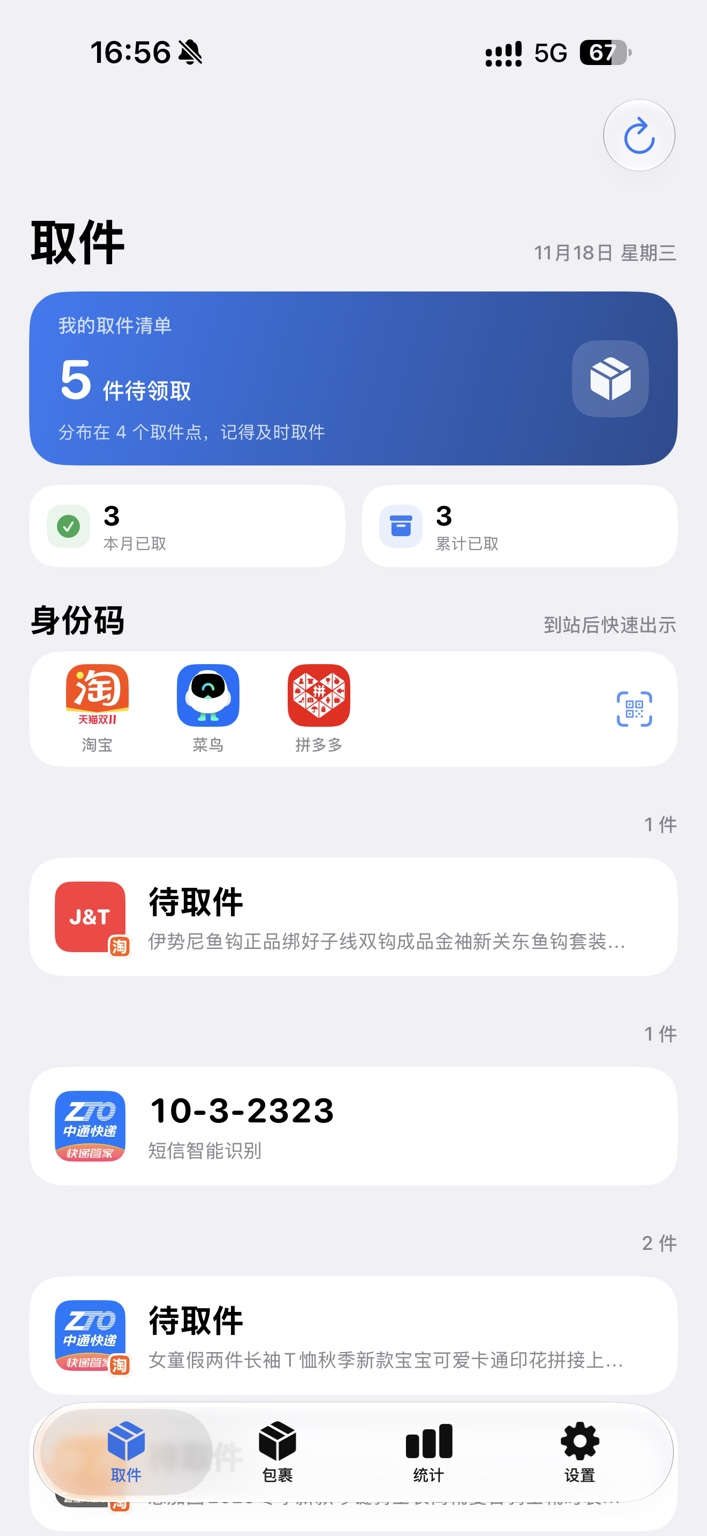 16:56
5G
67
取件
11月18日 星期三
我的取件清单
5 件待领取
分布在 4 个取件点，记得及时取件
3
本月已取
3
累计已取
身份码
到站后快速出示
淘
天猫双11
拼
淘宝
菜鸟
拼多多
1 件
J&T
淘
待取件
伊势尼鱼钩正品绑好子线双钩成品金袖新关东鱼钩套装...
1 件
ZTO
中通快递
快递管家
10-3-2323
短信智能识别
2 件
ZTO
中通快递
快递管家
淘
待取件
女童假两件长袖T恤秋季新款宝宝可爱卡通印花拼接上...
待取件
淘
取件
包裹
统计
设置